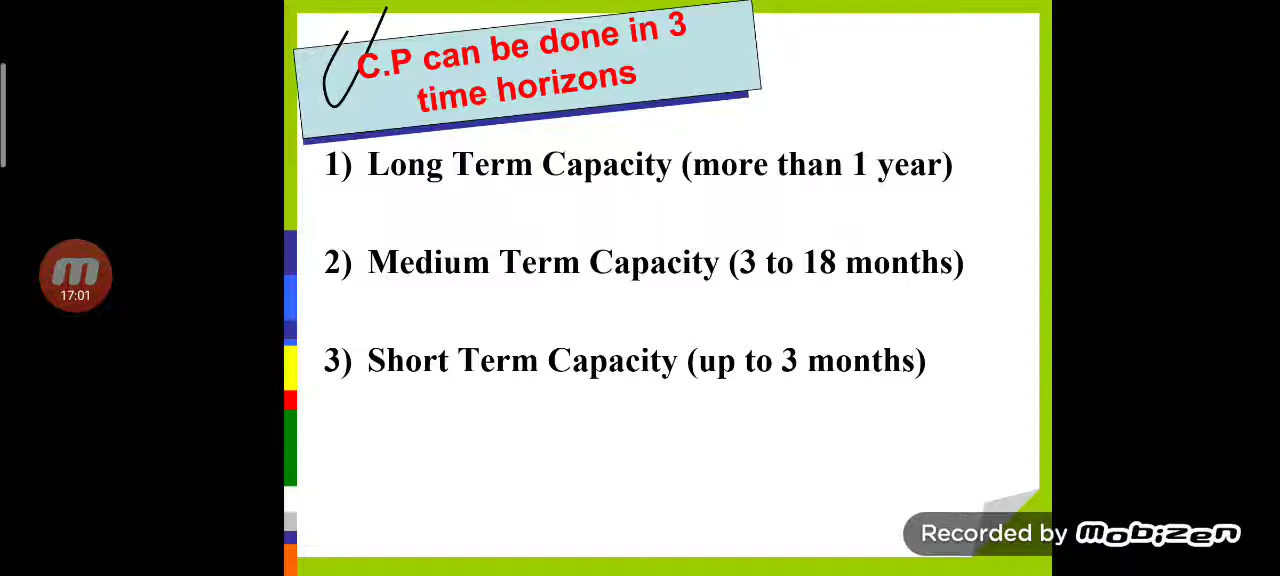 C.P can be done in 3
time horizons
1) Long Term Capacity (more than 1 year)
2) Medium Term Capacity (3 to 18 months)
3) Short Term Capacity (up to 3 months)
17:01
Recorded by mobizen